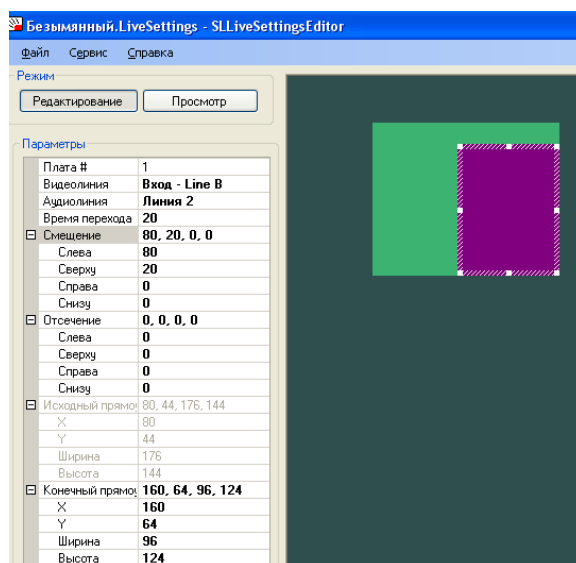 Безымянный.LiveSettings - SLLiveSettingsEditor
Файл Сервис Справка
Режим
Редактирование Просмотр
Параметры
Плата # 1
Видеолиния Вход - Line B
Аудиолиния Линия 2
Время перехода 20
Смещение 80, 20, 0, 0
Слева 80
Сверху 20
Справа 0
Снизу 0
Отсечение 0, 0, 0, 0
Слева 0
Сверху 0
Справа 0
Снизу 0
Исходный прямоу 80, 44, 176, 144
X 80
Y 44
Ширина 176
Высота 144
Конечный прямоу 160, 64, 96, 124
X 160
Y 64
Ширина 96
Высота 124